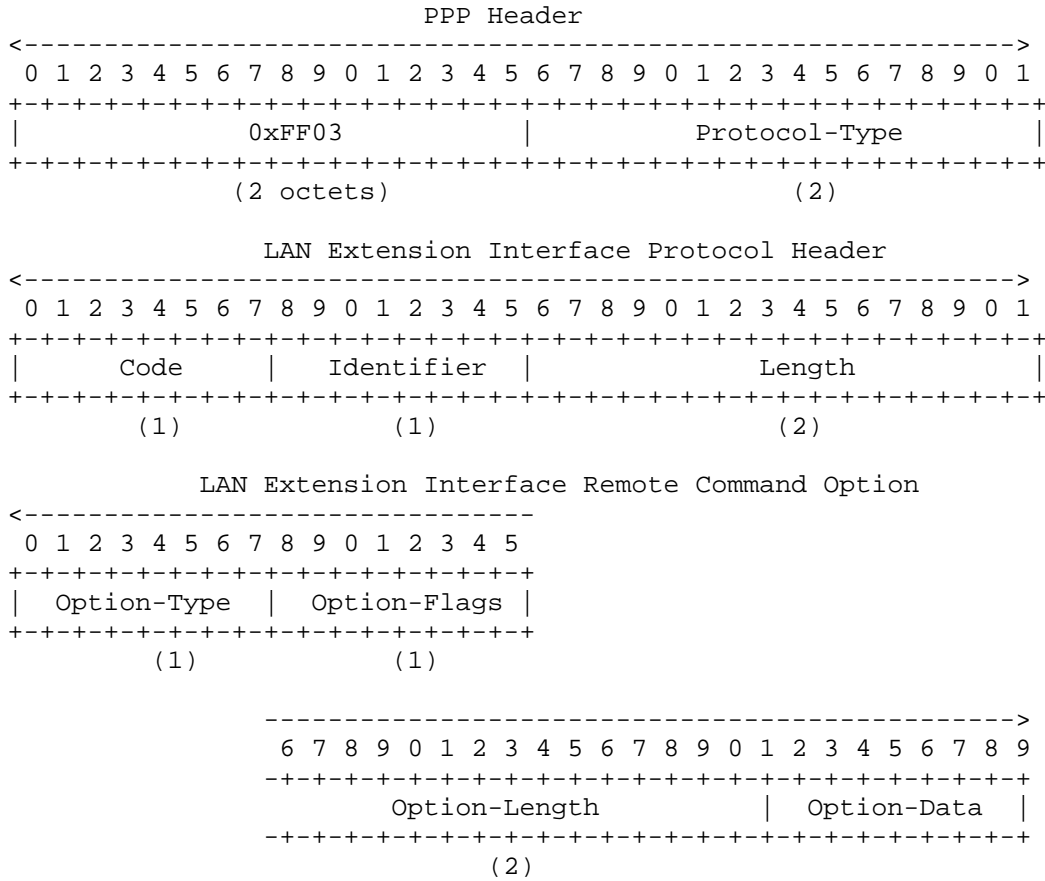 PPP Header
<-------------------------------------------------------------->
0 1 2 3 4 5 6 7 8 9 0 1 2 3 4 5 6 7 8 9 0 1 2 3 4 5 6 7 8 9 0 1
+-+-+-+-+-+-+-+-+-+-+-+-+-+-+-+-+-+-+-+-+-+-+-+-+-+-+-+-+-+-+-+-+
| 0xFF03 | Protocol-Type |
+-+-+-+-+-+-+-+-+-+-+-+-+-+-+-+-+-+-+-+-+-+-+-+-+-+-+-+-+-+-+-+-+
(2 octets) (2)
LAN Extension Interface Protocol Header
<-------------------------------------------------------------->
0 1 2 3 4 5 6 7 8 9 0 1 2 3 4 5 6 7 8 9 0 1 2 3 4 5 6 7 8 9 0 1
+-+-+-+-+-+-+-+-+-+-+-+-+-+-+-+-+-+-+-+-+-+-+-+-+-+-+-+-+-+-+-+-+
| Code | Identifier | Length |
+-+-+-+-+-+-+-+-+-+-+-+-+-+-+-+-+-+-+-+-+-+-+-+-+-+-+-+-+-+-+-+-+
(1) (1) (2)
LAN Extension Interface Remote Command Option
<--------------------------------
0 1 2 3 4 5 6 7 8 9 0 1 2 3 4 5
+-+-+-+-+-+-+-+-+-+-+-+-+-+-+-+-+
| Option-Type | Option-Flags |
+-+-+-+-+-+-+-+-+-+-+-+-+-+-+-+-+
(1) (1)
----------------------------------------------->
6 7 8 9 0 1 2 3 4 5 6 7 8 9 0 1 2 3 4 5 6 7 8 9
-+-+-+-+-+-+-+-+-+-+-+-+-+-+-+-+-+-+-+-+-+-+-+-+
Option-Length | Option-Data |
-+-+-+-+-+-+-+-+-+-+-+-+-+-+-+-+-+-+-+-+-+-+-+-+
(2)